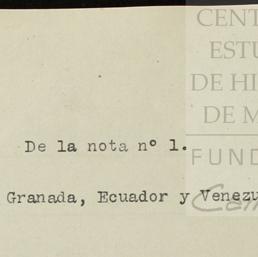 CENT
ESTU
DE HI
DE M
FUND
De la nota nº 1.
Granada, Ecuador y Venezu